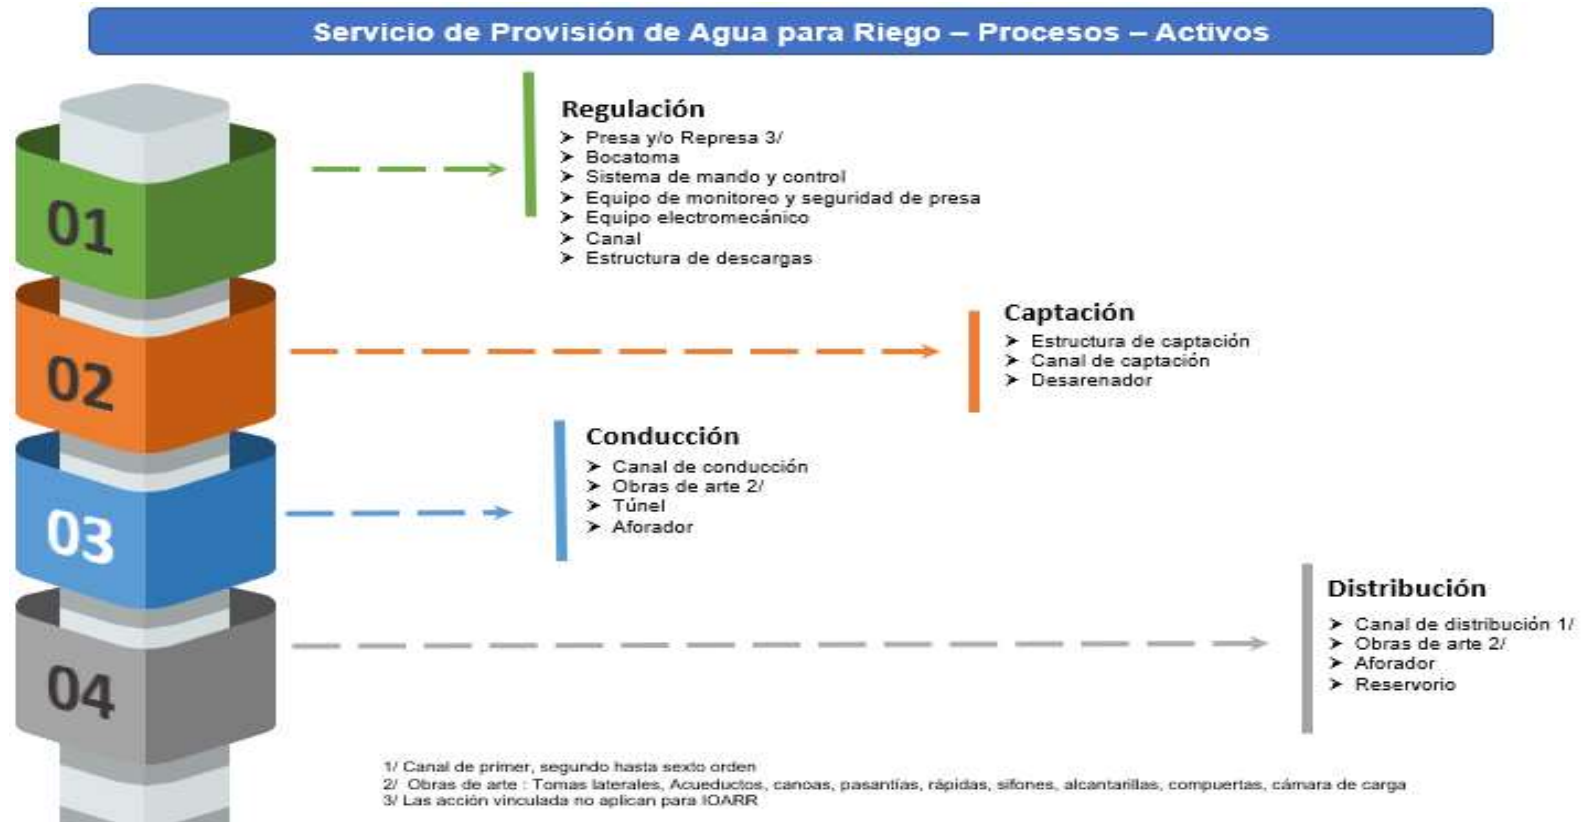 Servicio de Provisión de Agua para Riego – Procesos – Activos
01
Regulación
➤ Presa y/o Represa 3/
➤ Bocatoma
➤ Sistema de mando y control
➤ Equipo de monitoreo y seguridad de presa
➤ Equipo electromecánico
➤ Canal
➤ Estructura de descargas
02
Captación
➤ Estructura de captación
➤ Canal de captación
➤ Desarenador
03
Conducción
➤ Canal de conducción
➤ Obras de arte 2/
➤ Túnel
➤ Aforador
04
Distribución
➤ Canal de distribución 1/
➤ Obras de arte 2/
➤ Aforador
➤ Reservorio
1/ Canal de primer, segundo hasta sexto orden
2/ Obras de arte : Tomas laterales, Acueductos, canoas, pasantías, rápidas, sifones, alcantarillas, compuertas, cámara de carga
3/ Las acción vinculada no aplican para IOARR